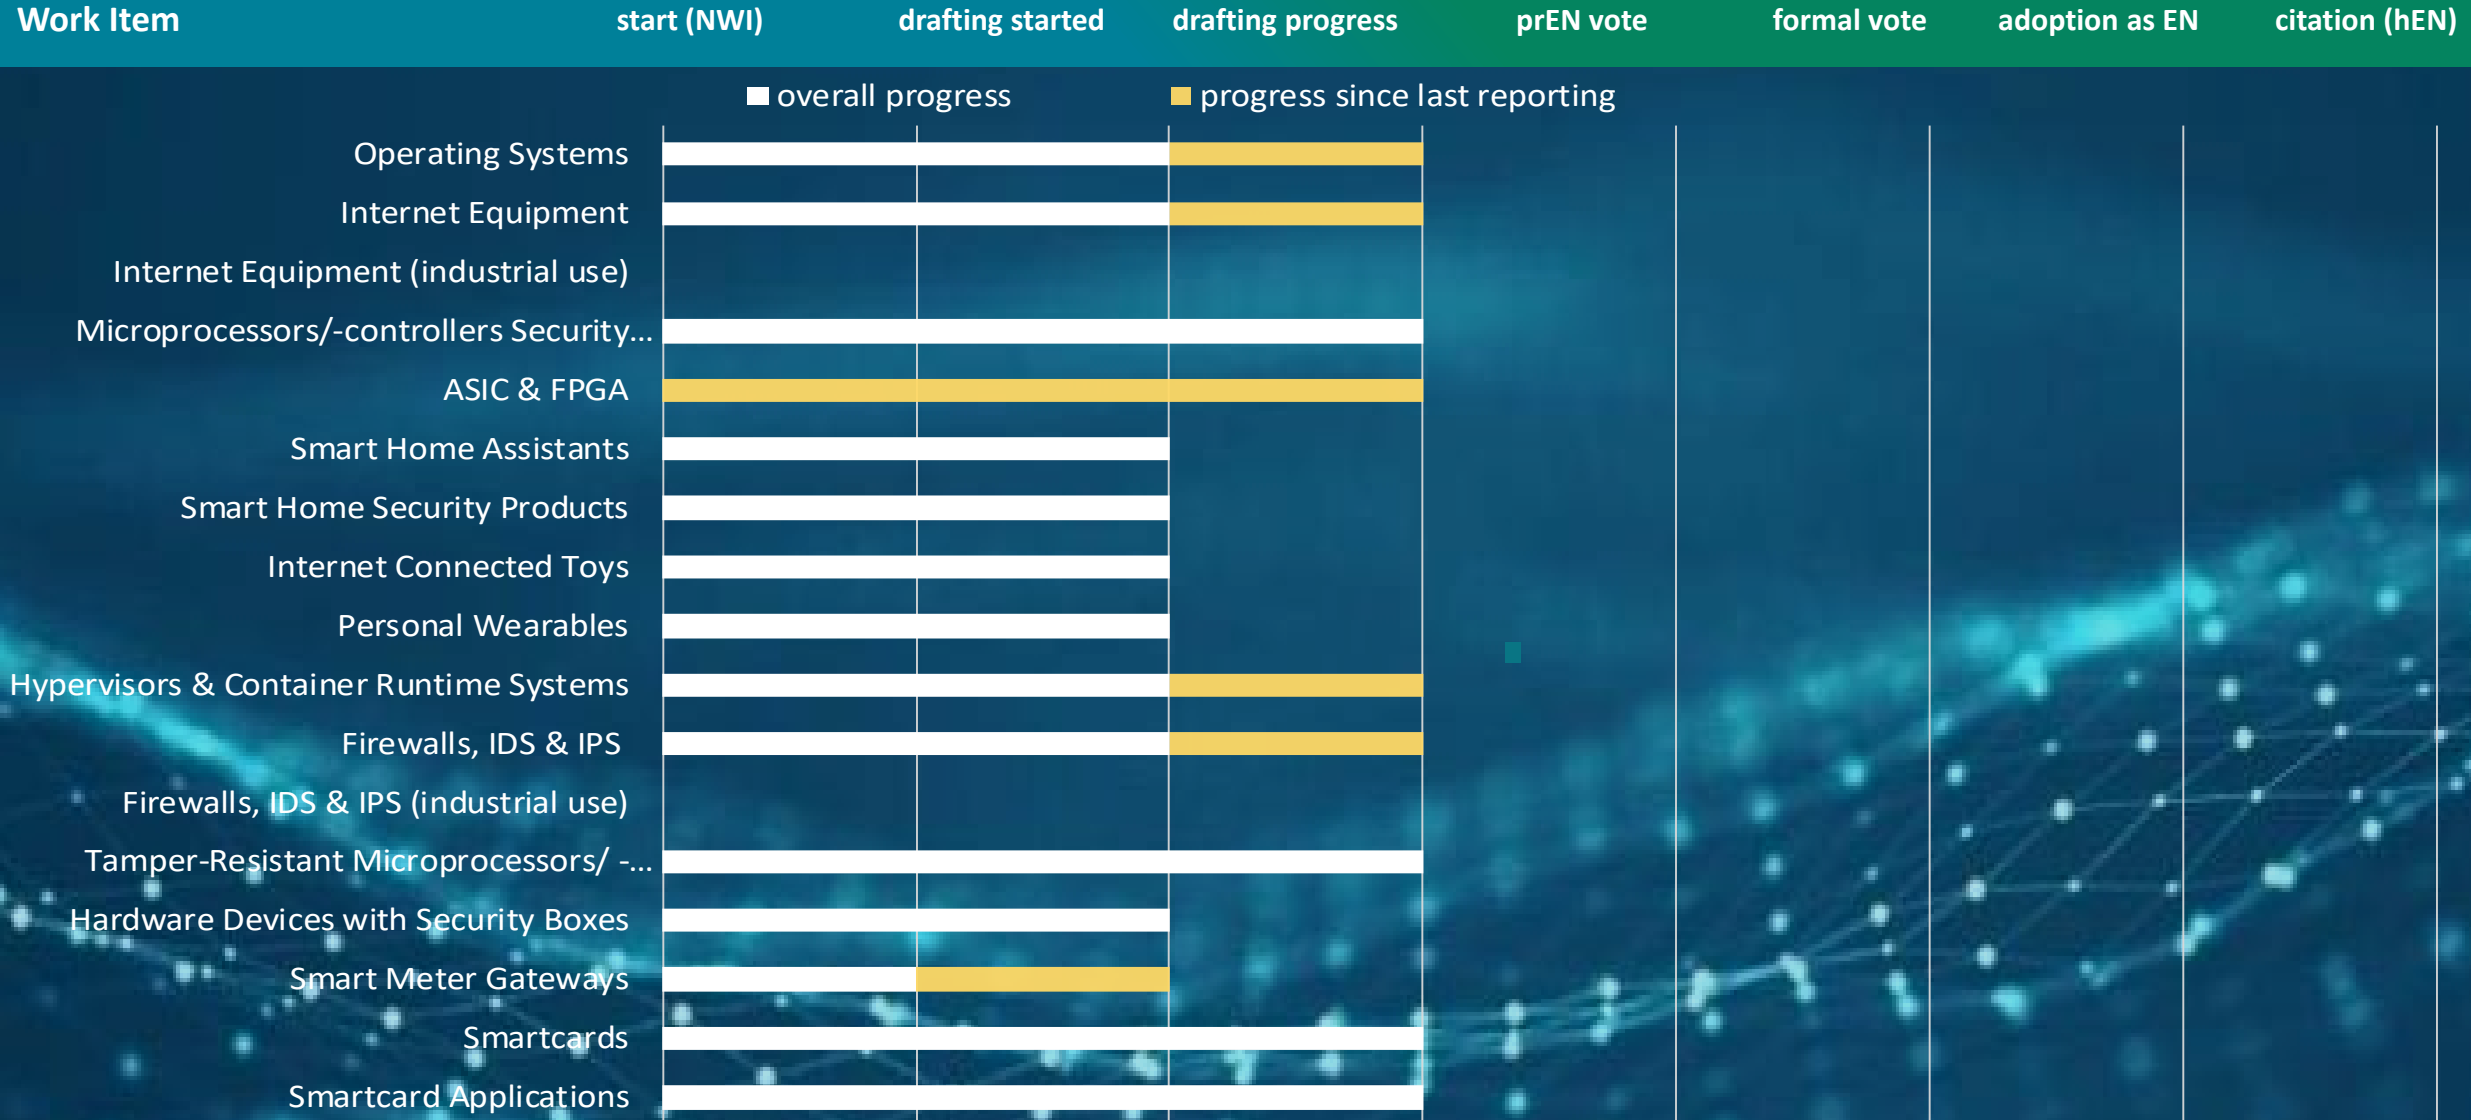 Work Item start (NWI) drafting started drafting progress prEN vote formal vote adoption as EN citation (hEN)
overall progress progress since last reporting
Operating Systems
Internet Equipment
Internet Equipment (industrial use)
Microprocessors/-controllers Security...
ASIC & FPGA
Smart Home Assistants
Smart Home Security Products
Internet Connected Toys
Personal Wearables
Hypervisors & Container Runtime Systems
Firewalls, IDS & IPS
Firewalls, IDS & IPS (industrial use)
Tamper-Resistant Microprocessors/ -...
Hardware Devices with Security Boxes
Smart Meter Gateways
Smartcards
Smartcard Applications